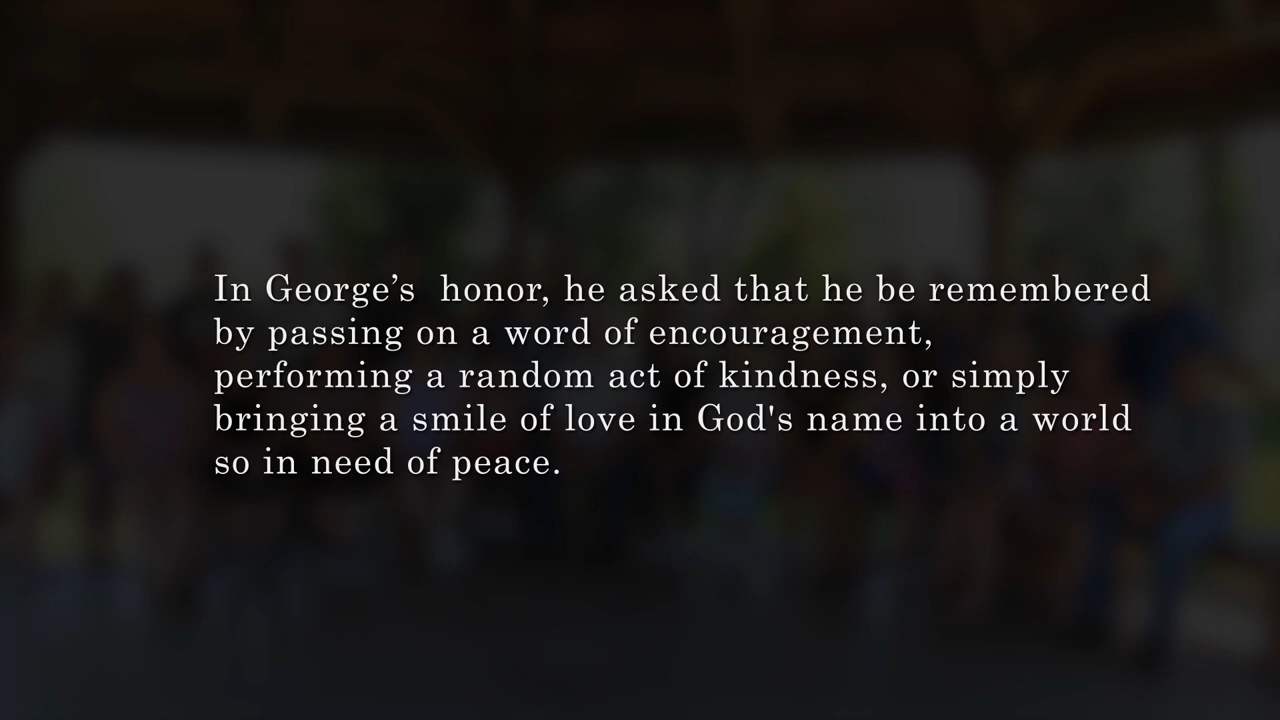 In George’s  honor, he asked that he be remembered
by passing on a word of encouragement,
performing a random act of kindness, or simply
bringing a smile of love in God's name into a world
so in need of peace.